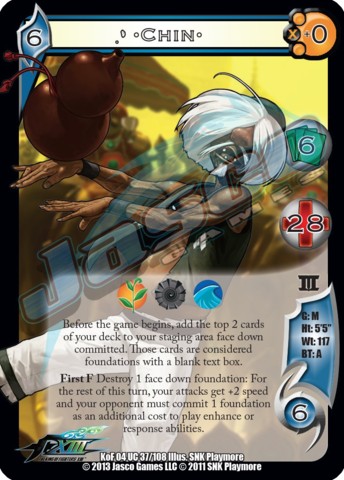 6
·CHIN·
X +0
6
28
III
G: M
Ht: 5'5"
Wt: 117
BT: A
6
Before the game begins, add the top 2 cards
of your deck to your staging area face down
committed. Those cards are considered
foundations with a blank text box.
First F Destroy 1 face down foundation: For
the rest of this turn, your attacks get +2 speed
and your opponent must commit 1 foundation
as an additional cost to play enhance or
response abilities.
XIII
KoF 04 UC 37/108 Illus. SNK Playmore
© 2013 Jasco Games LLC © 2011 SNK Playmore
Jasco
GAMES